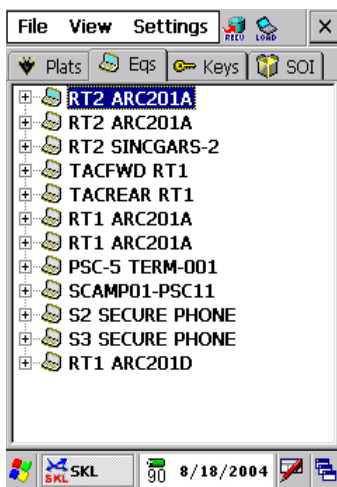 File View Settings RECV LOAD ×
Plats Eqs Keys SOI
RT2 ARC201A
RT2 ARC201A
RT2 SINCGARS-2
TACFWD RT1
TACREAR RT1
RT1 ARC201A
RT1 ARC201A
PSC-5 TERM-001
SCAMP01-PSC11
S2 SECURE PHONE
S3 SECURE PHONE
RT1 ARC201D
SKL SKL 90 8/18/2004